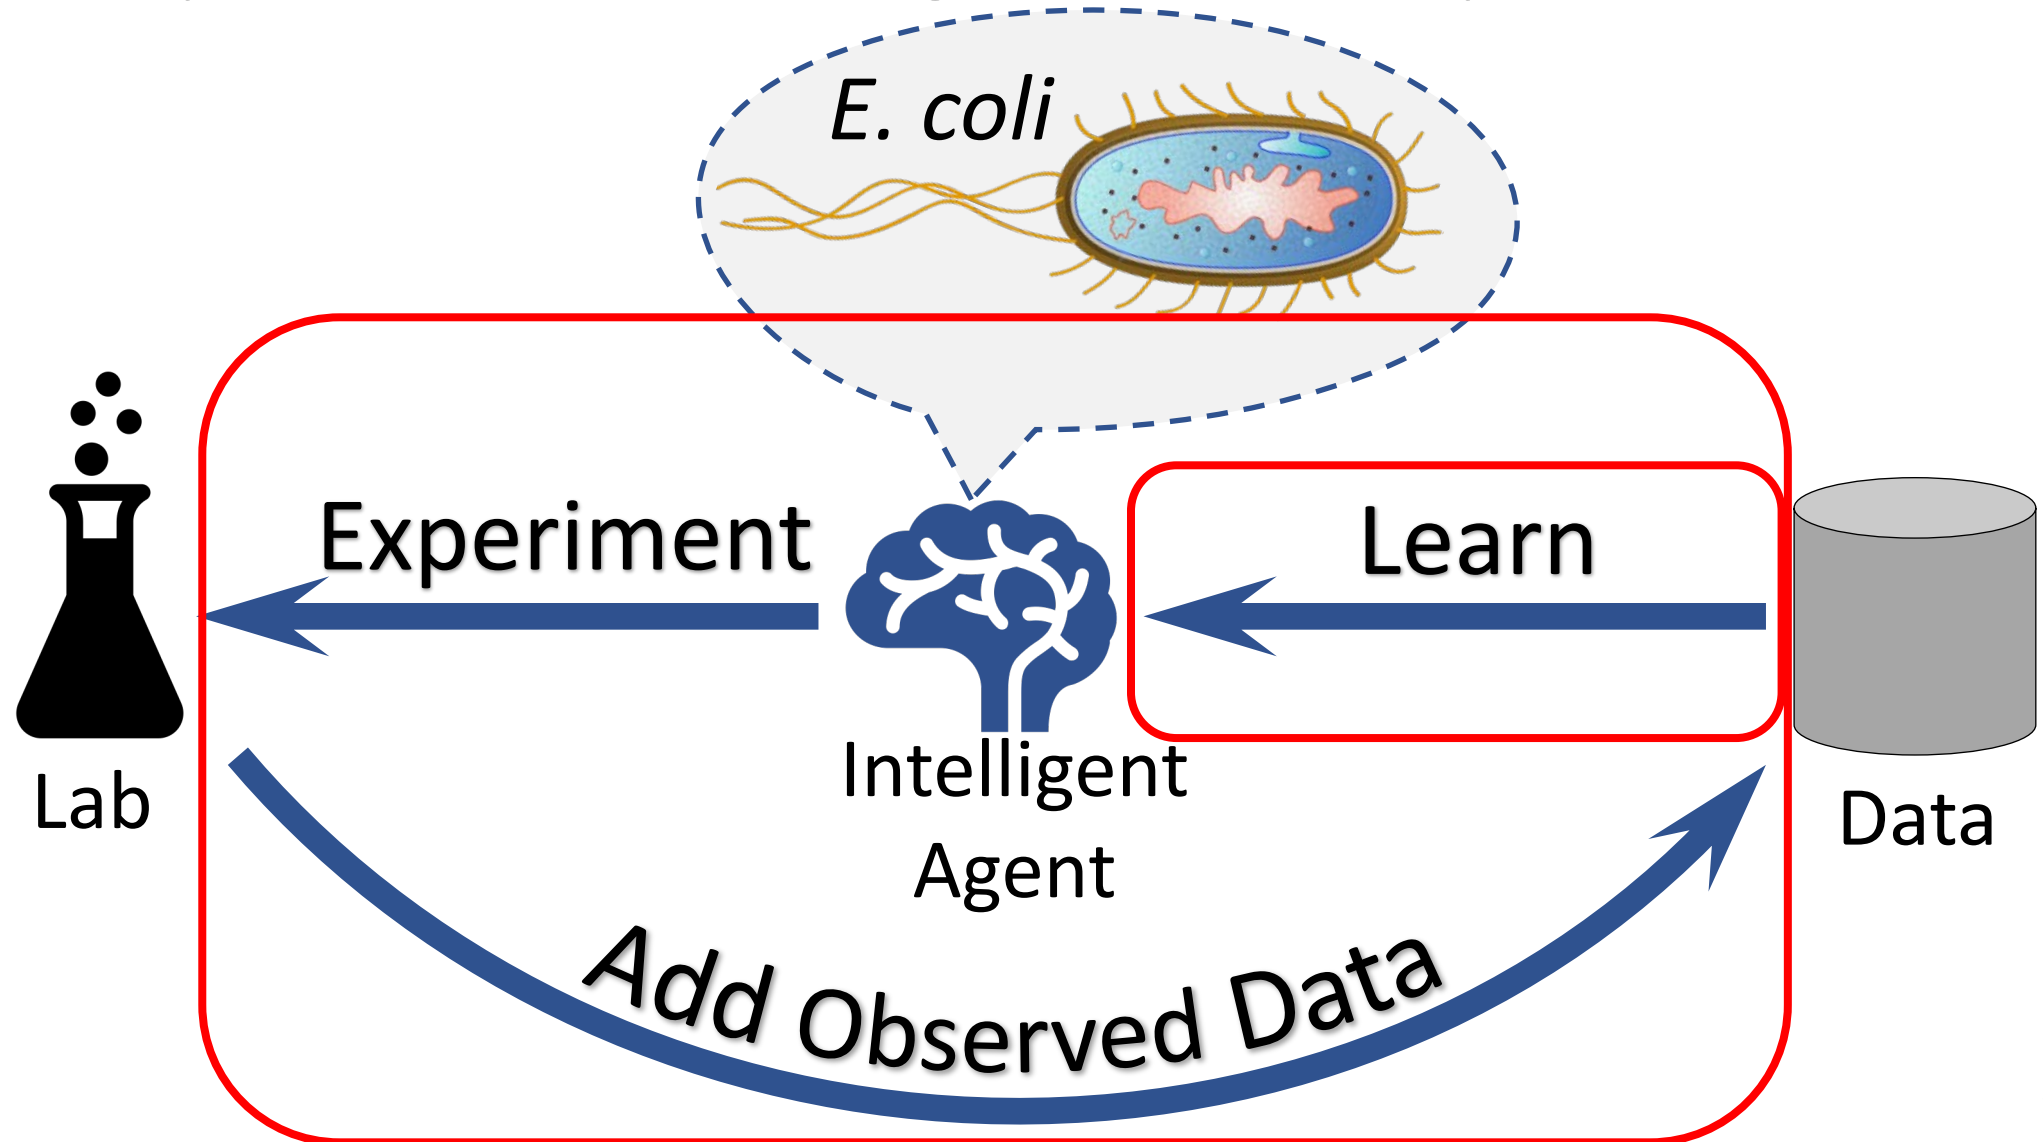 E. coli
Experiment
Learn
Intelligent
Agent
Lab
Data
Add Observed Data